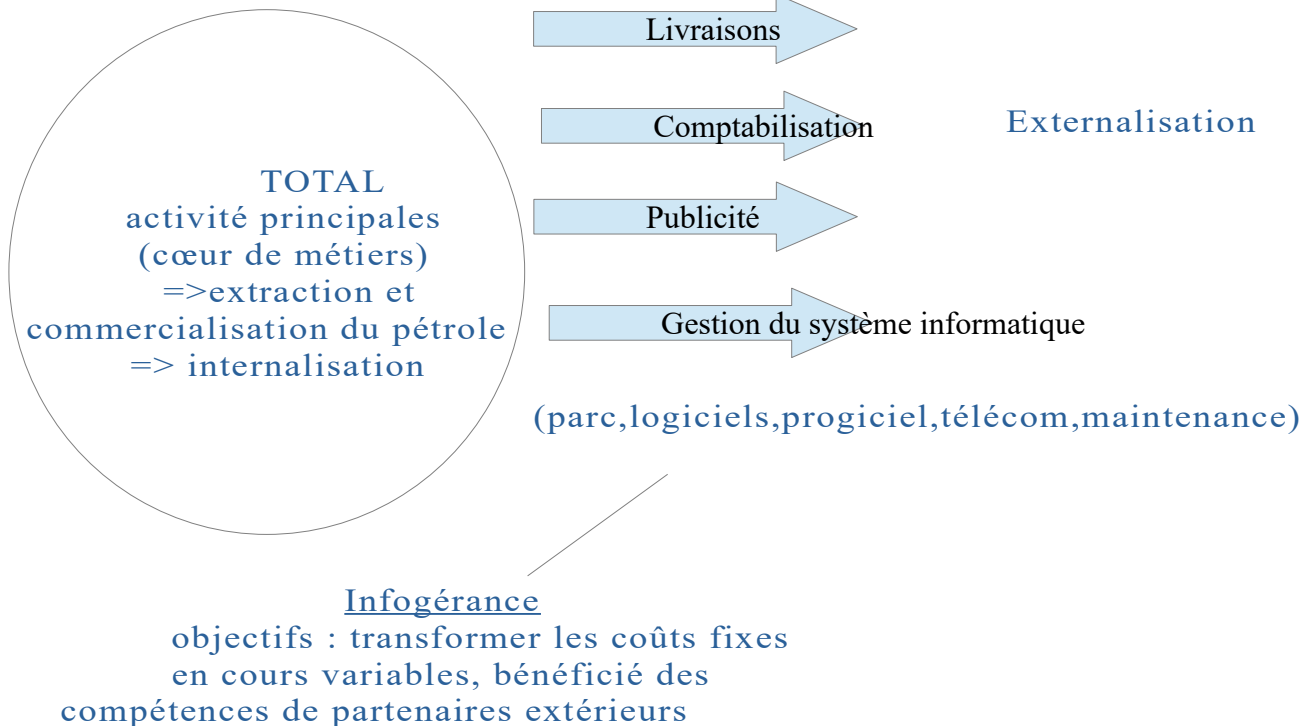 Livraisons
Comptabilisation
Externalisation
TOTAL
activité principales
(cœur de métiers)
=>extraction et
commercialisation du pétrole
=> internalisation
Publicité
Gestion du système informatique
(parc,logiciels,progiciel,télécom,maintenance)
Infogérance
objectifs : transformer les coûts fixes
en cours variables, bénéficié des
compétences de partenaires extérieurs